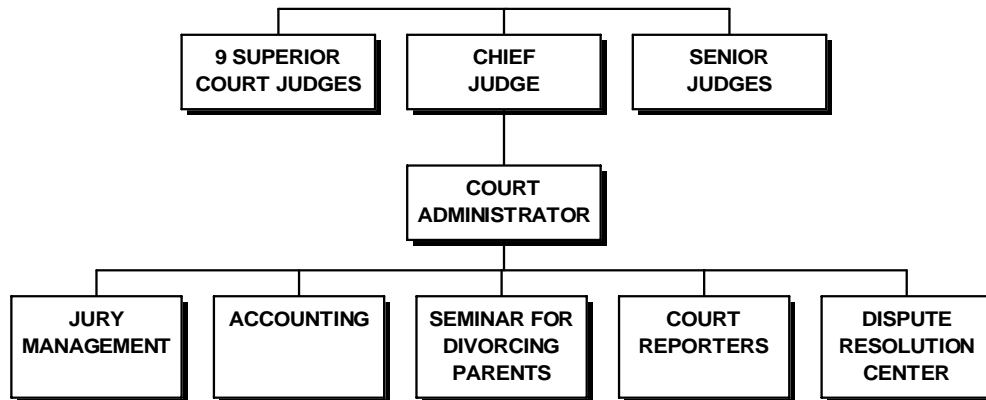 9 SUPERIOR
COURT JUDGES
CHIEF
JUDGE
SENIOR
JUDGES
COURT
ADMINISTRATOR
JURY
MANAGEMENT
ACCOUNTING
SEMINAR FOR
DIVORCING
PARENTS
COURT
REPORTERS
DISPUTE
RESOLUTION
CENTER